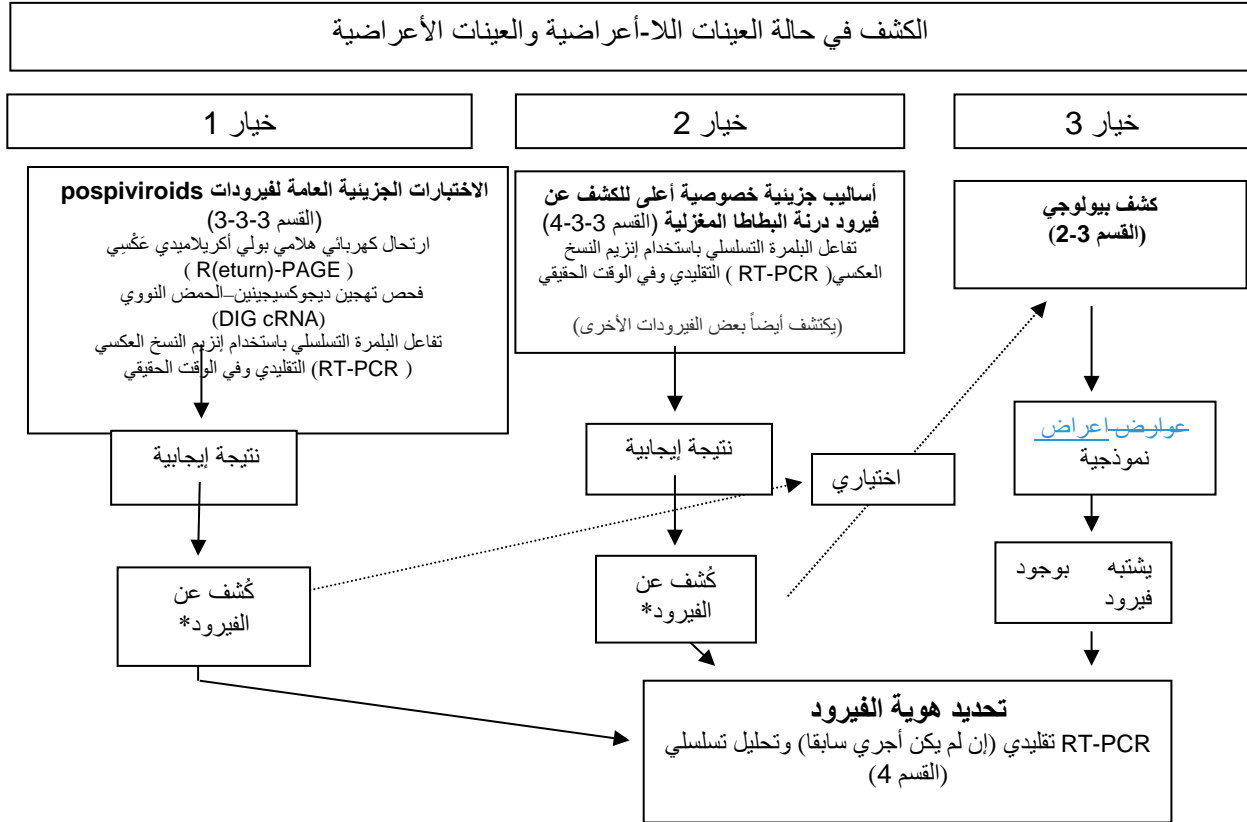 الكشف في حالة العينات اللا-أعراضية والعينات الأعراضية
خيار 1
خيار 2
خيار 3
الاختبارات الجزيئية العامة لفيرودات pospiviroids
(القسم 3-3-3)
ارتحال كهربائي هلامي بولي أكريلاميدي عَكْسِي
( R(eturn)-PAGE )
فحص تهجين ديجوكسيجينين–الحمض النووي
(DIG cRNA)
تفاعل البلمرة التسلسلي باستخدام إنزيم النسخ العكسي
( RT-PCR) التقليدي وفي الوقت الحقيقي
أساليب جزيئية خصوصية أعلى للكشف عن
فيرود درنة البطاطا المغزلية (القسم 3-3-4)
تفاعل البلمرة التسلسلي باستخدام إنزيم النسخ
العكسي( RT-PCR ) التقليدي وفي الوقت الحقيقي
(يكتشف أيضاً بعض الفيرودات الأخرى)
كشف بيولوجي
(القسم 3-2)
نتيجة إيجابية
نتيجة إيجابية
اختياري
عوارض اعراض
نموذجية
كُشف عن
الفيرود*
كُشف عن
الفيرود*
يشتبه بوجود
فيرود
تحديد هوية الفيرود
RT-PCR تقليدي (إن لم يكن أجري سابقا) وتحليل تسلسلي
(القسم 4)